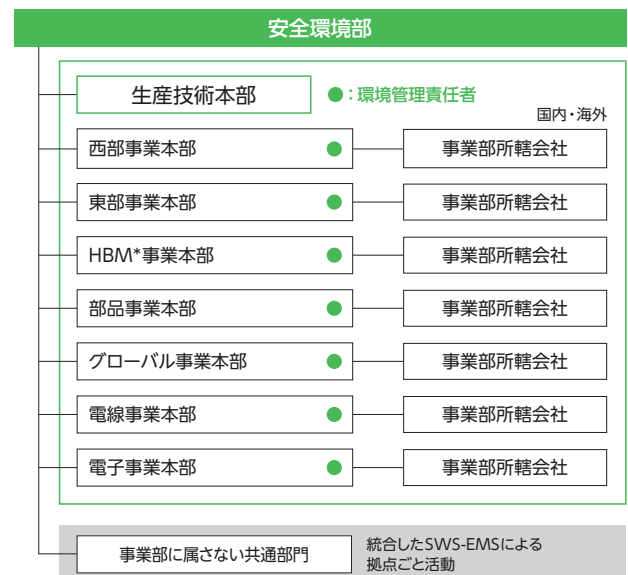 安全環境部
生産技術本部
●：環境管理責任者
国内・海外
西部事業本部
事業部所轄会社
東部事業本部
事業部所轄会社
HBM*事業本部
事業部所轄会社
部品事業本部
事業部所轄会社
グローバル事業本部
事業部所轄会社
電線事業本部
事業部所轄会社
電子事業本部
事業部所轄会社
事業部に属さない共通部門
統合したSWS-EMSによる
拠点ごと活動